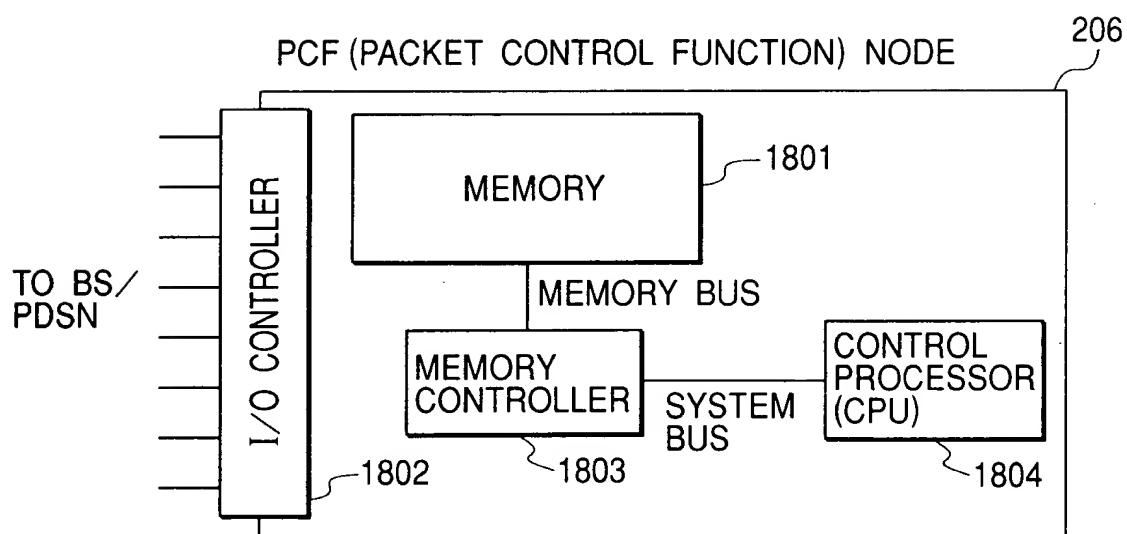 206
PCF (PACKET CONTROL FUNCTION) NODE
I/O CONTROLLER
MEMORY
1801
TO BS/
PDSN
MEMORY BUS
MEMORY
CONTROLLER
SYSTEM
BUS
CONTROL
PROCESSOR
(CPU)
1802
1803
1804